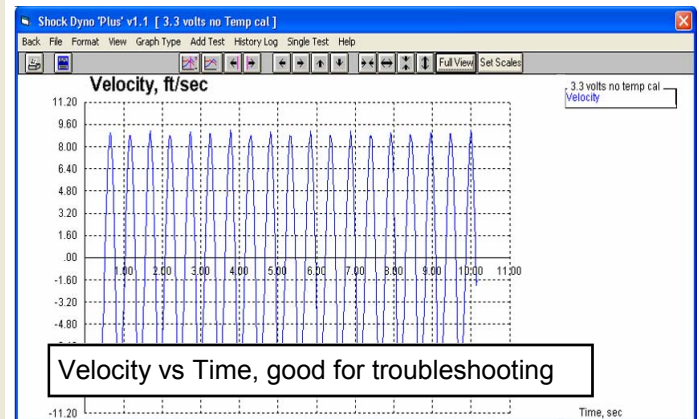 Shock Dyno 'Plus' v1.1 [ 3.3 volts no Temp cal ]
Back File Format View Graph Type Add Test History Log Single Test Help
Full View Set Scales
Velocity, ft/sec
3.3 volts no temp cal
Velocity
11.20
9.60
8.00
6.40
4.80
3.20
1.60
.00
1.00 2.00 3.00 4.00 5.00 6.00 7.00 8.00 9.00 10.00 11.00
-1.60
-3.20
-4.80
Velocity vs Time, good for troubleshooting
-11.20
Time, sec